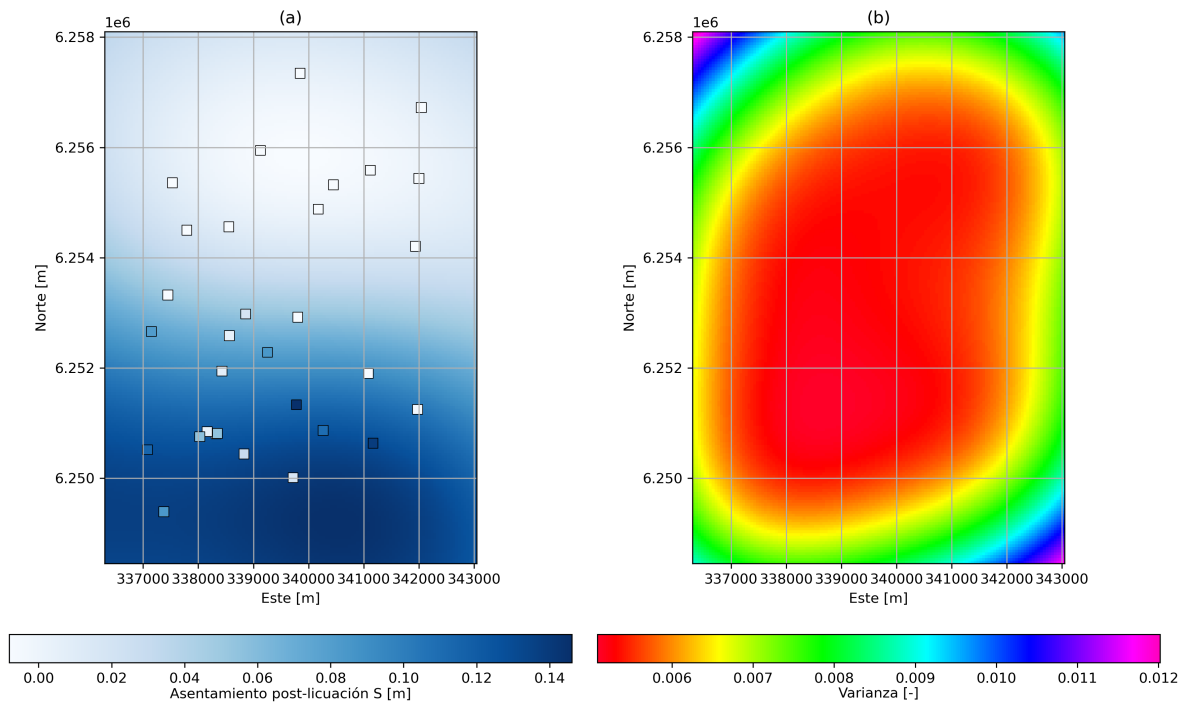 (a)
1e6
6.258
6.256
6.254
6.252
6.250
Norte [m]
337000 338000 339000 340000 341000 342000 343000
Este [m]
0.00 0.02 0.04 0.06 0.08 0.10 0.12 0.14
Asentamiento post-licuación S [m]
(b)
1e6
6.258
6.256
6.254
6.252
6.250
Norte [m]
337000 338000 339000 340000 341000 342000 343000
Este [m]
0.006 0.007 0.008 0.009 0.010 0.011 0.012
Varianza [-]